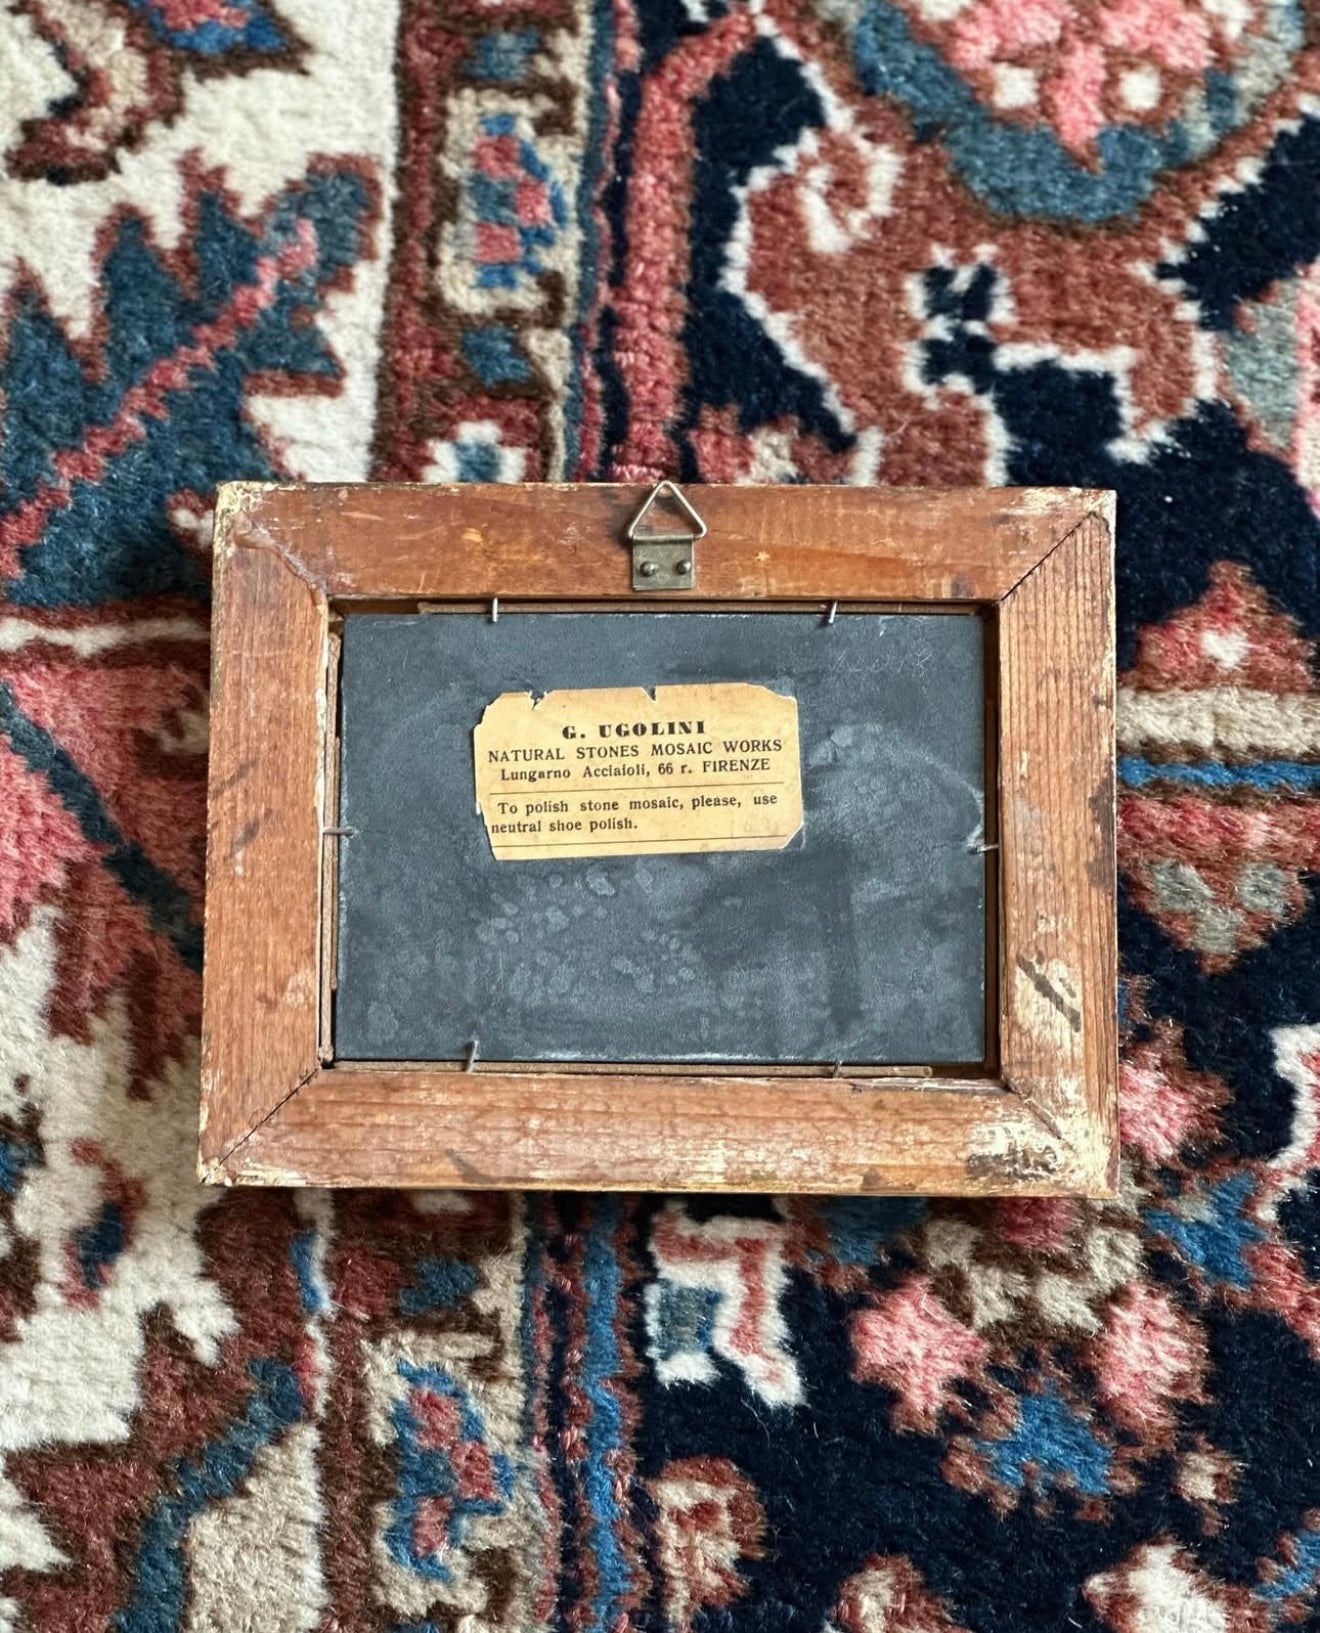 G. UGOLINI
NATURAL STONES MOSAIC WORKS
Lungarno Acciaioli, 66 r. FIRENZE
To polish stone mosaic, please, use
neutral shoe polish.